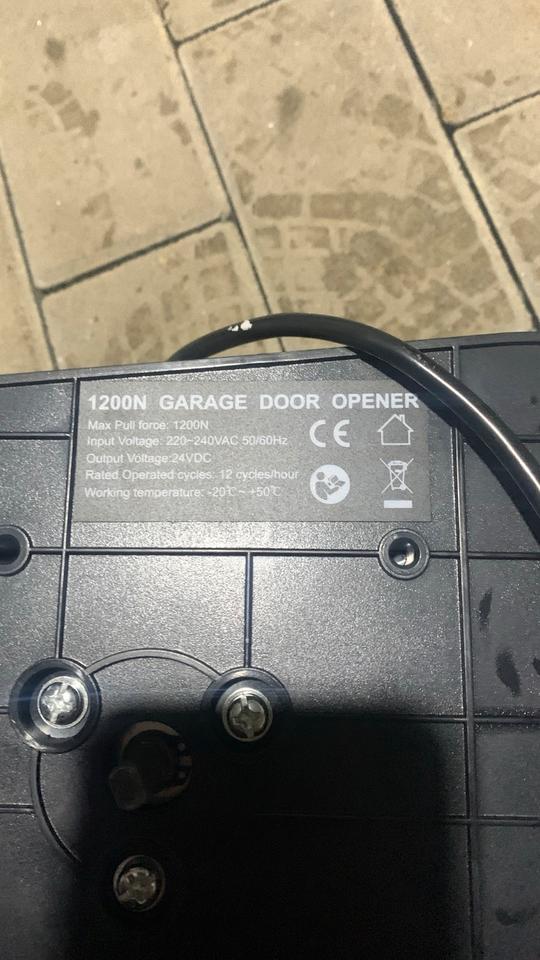 1200N GARAGE DOOR OPENER
Max Pull force: 1200N
Input Voltage: 220~240VAC 50/60Hz
Output Voltage:24VDC
Rated Operated cycles: 12 cycles/hour
Working temperature: -20℃~+50℃
CE